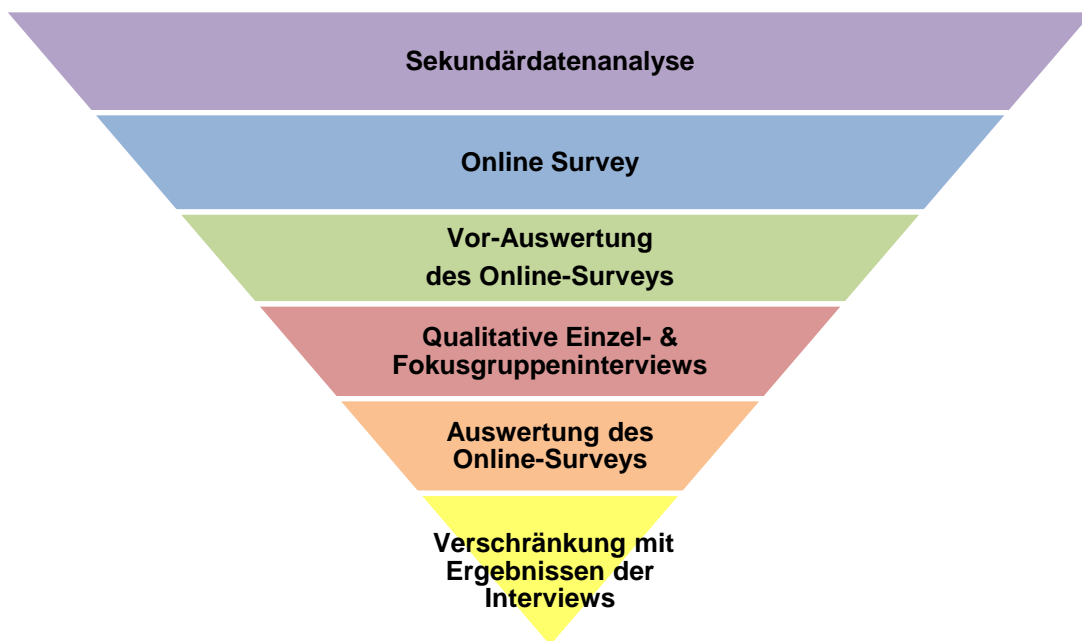 Sekundärdatenanalyse
Online Survey
Vor-Auswertung
des Online-Surveys
Qualitative Einzel- &
Fokusgruppeninterviews
Auswertung des
Online-Surveys
Verschränkung mit
Ergebnissen der
Interviews